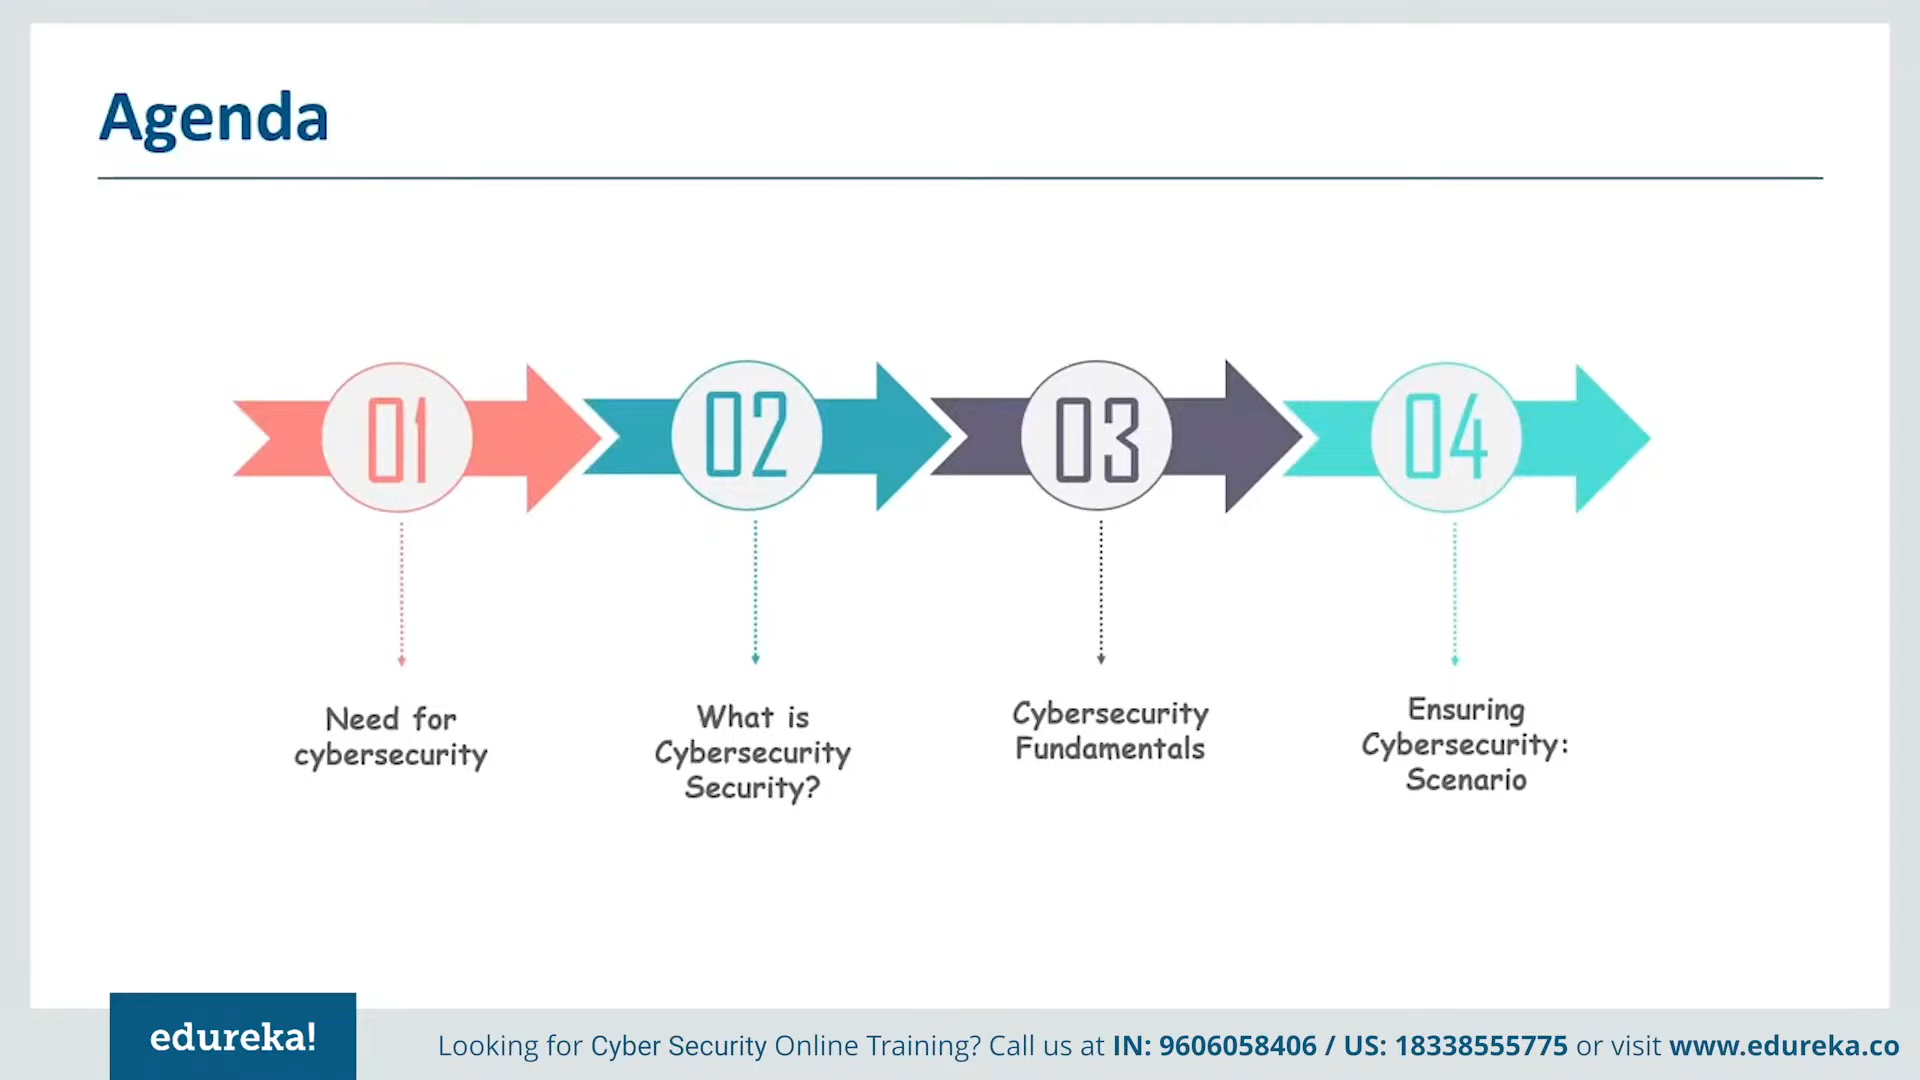 Agenda
01
02
03
04
Need for
cybersecurity
What is
Cybersecurity
Security?
Cybersecurity
Fundamentals
Ensuring
Cybersecurity:
Scenario
edureka!
Looking for Cyber Security Online Training? Call us at IN: 9606058406 / US: 18338555775 or visit www.edureka.co